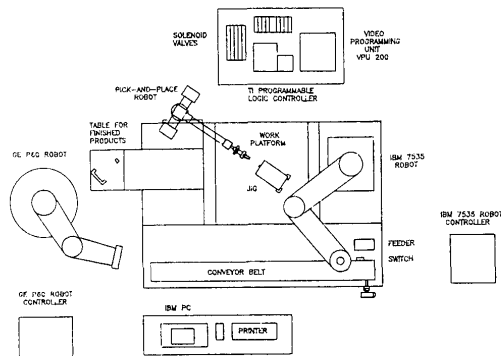 SOLENOID
VALVES
VIDEO
PROGRAMMING
UNIT
VPU 200
TI PROGRAMMABLE
LOGIC CONTROLLER
PICK-AND-PLACE
ROBOT
TABLE FOR
FINISHED
PRODUCTS
WORK
PLATFORM
GE P60 ROBOT
IBM 7535
ROBOT
JIG
IBM 7535 ROBOT
CONTROLLER
FEEDER
SWITCH
CONVEYOR BELT
GE P60 ROBOT
CONTROLLER
IBM PC
PRINTER